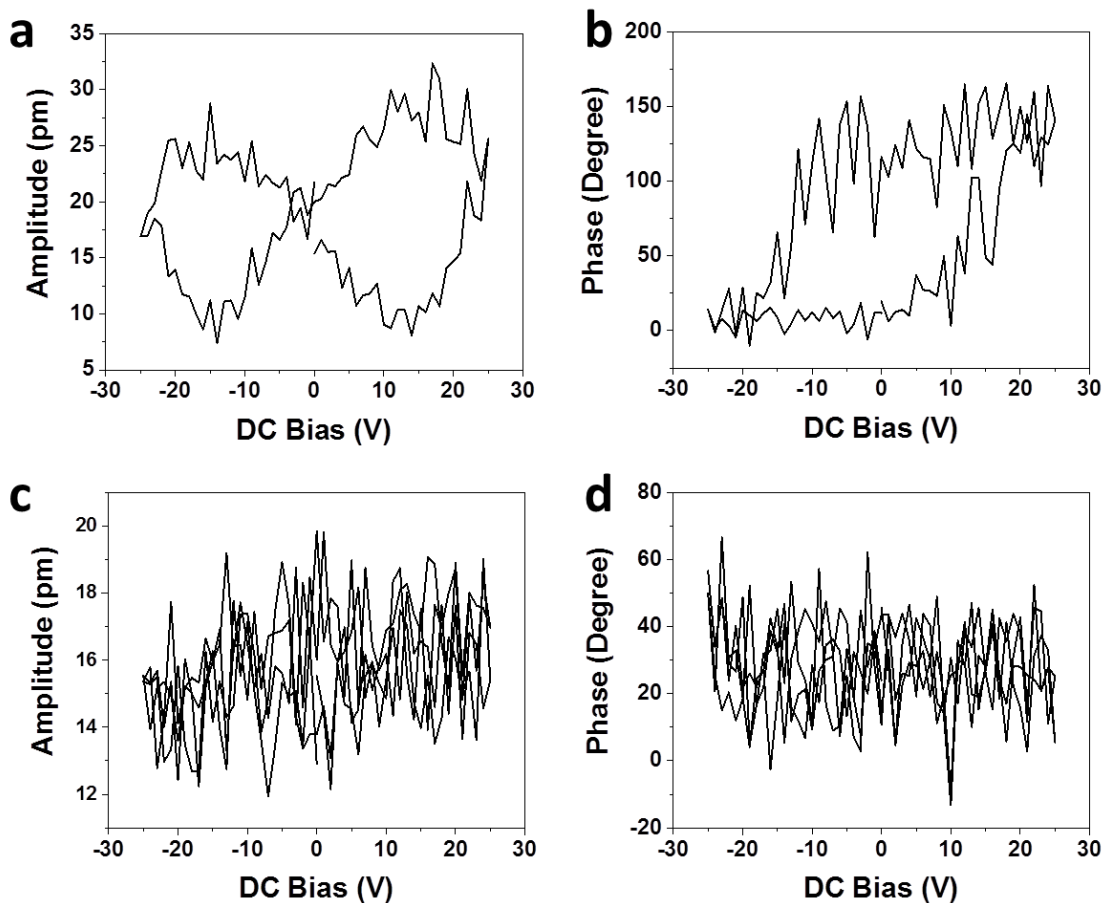 a
35
30
25
20
15
10
5
Amplitude (pm)
-30 -20 -10 0 10 20 30
DC Bias (V)
b
200
150
100
50
0
Phase (Degree)
-30 -20 -10 0 10 20 30
DC Bias (V)
c
20
18
16
14
12
Amplitude (pm)
-30 -20 -10 0 10 20 30
DC Bias (V)
d
80
60
40
20
0
-20
Phase (Degree)
-30 -20 -10 0 10 20 30
DC Bias (V)